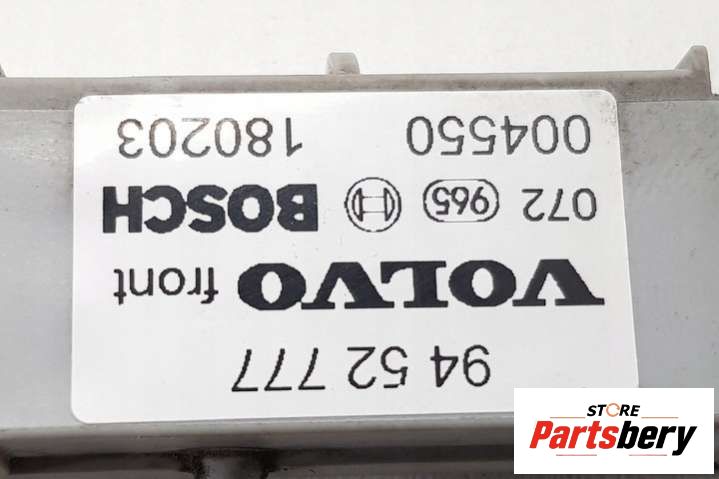 94 52 777
VOLVO front
072 965 BOSCH
004550 180203
STORE
Partsbery